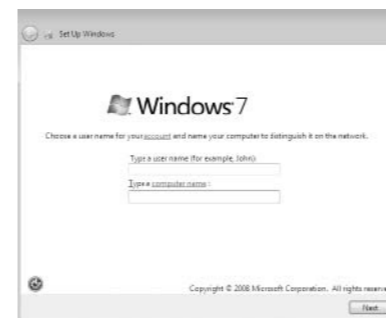 Set Up Windows
Windows 7
Choose a user name for your account and name your computer to distinguish it on the network.
Type a user name (for example, John):
Type a computer name :
Copyright © 2008 Microsoft Corporation. All rights reserve
Next